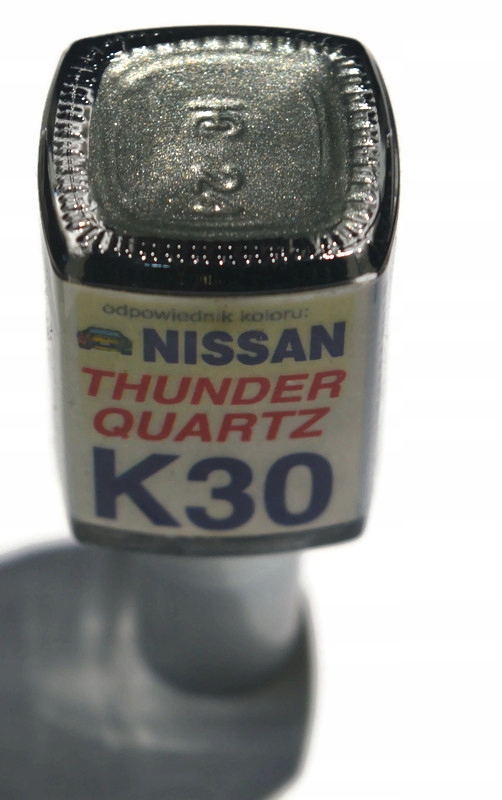 odpowiednik koloru:
NISSAN
THUNDER
QUARTZ
K30